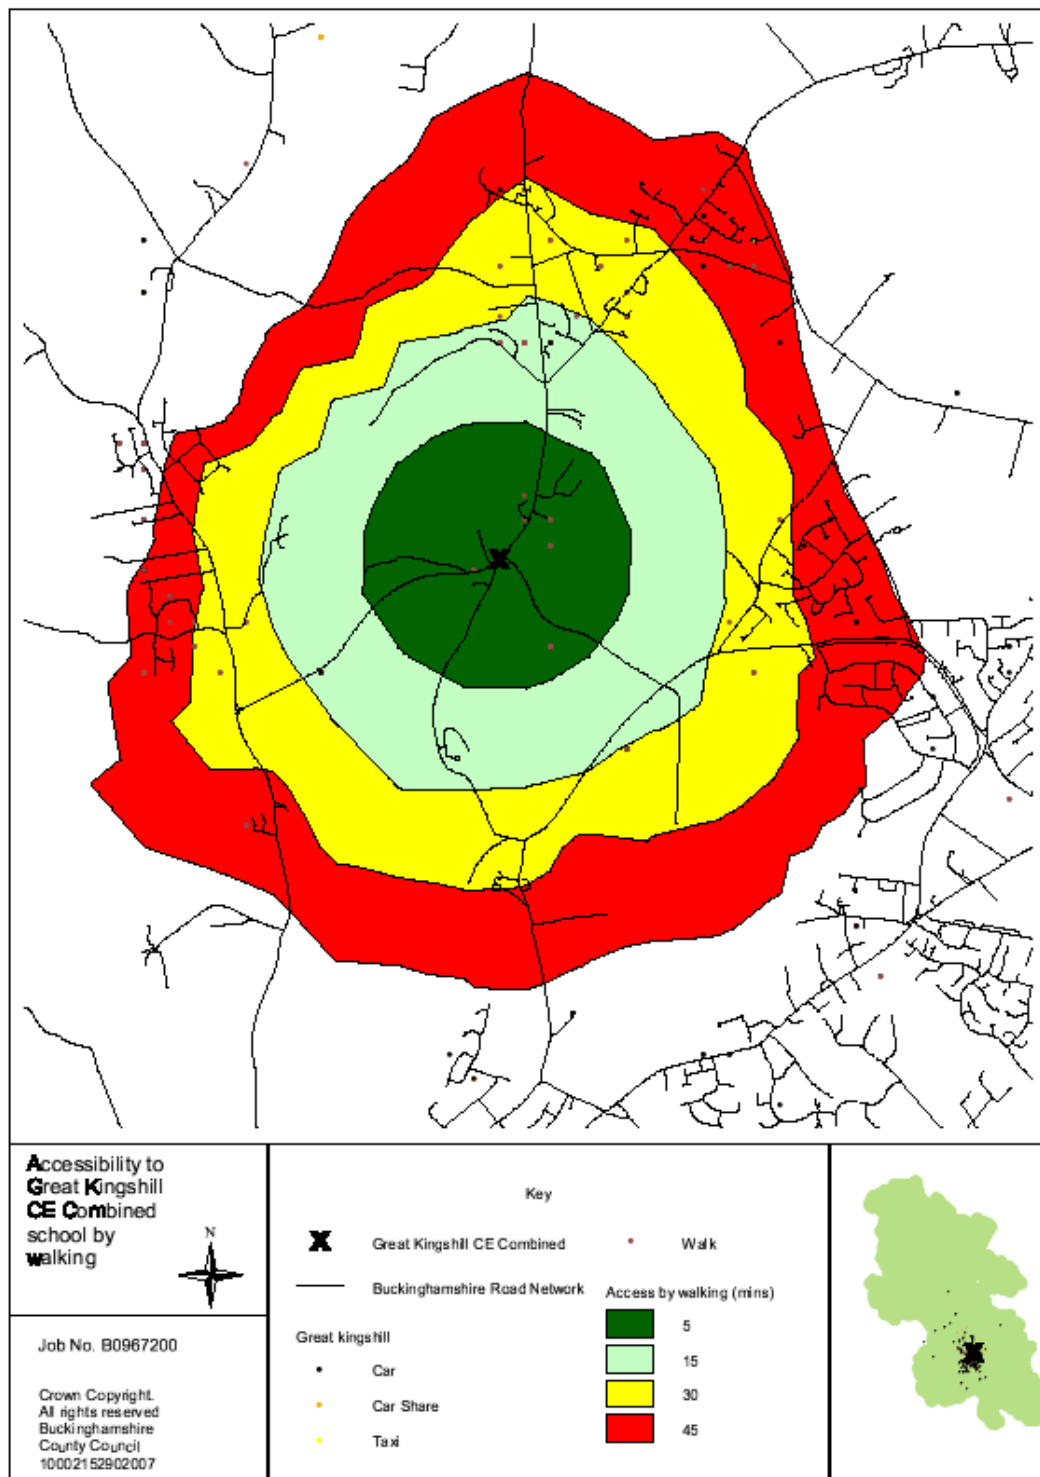 Accessibility to
Great Kingshill
CE Combined
school by
walking
N
Job No. B0967200
Crown Copyright.
All rights reserved
Buckinghamshire
County Council
10002152902007
Key
X Great Kingshill CE Combined
Buckinghamshire Road Network
Great kingshill
Car
Car Share
Taxi
Walk
Access by walking (mins)
5
15
30
45